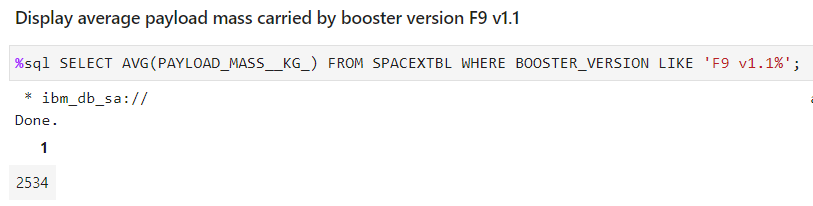 Display average payload mass carried by booster version F9 v1.1
%sql SELECT AVG(PAYLOAD_MASS__KG_) FROM SPACEXTBL WHERE BOOSTER_VERSION LIKE 'F9 v1.1%';
* ibm_db_sa://
Done.
1
2534